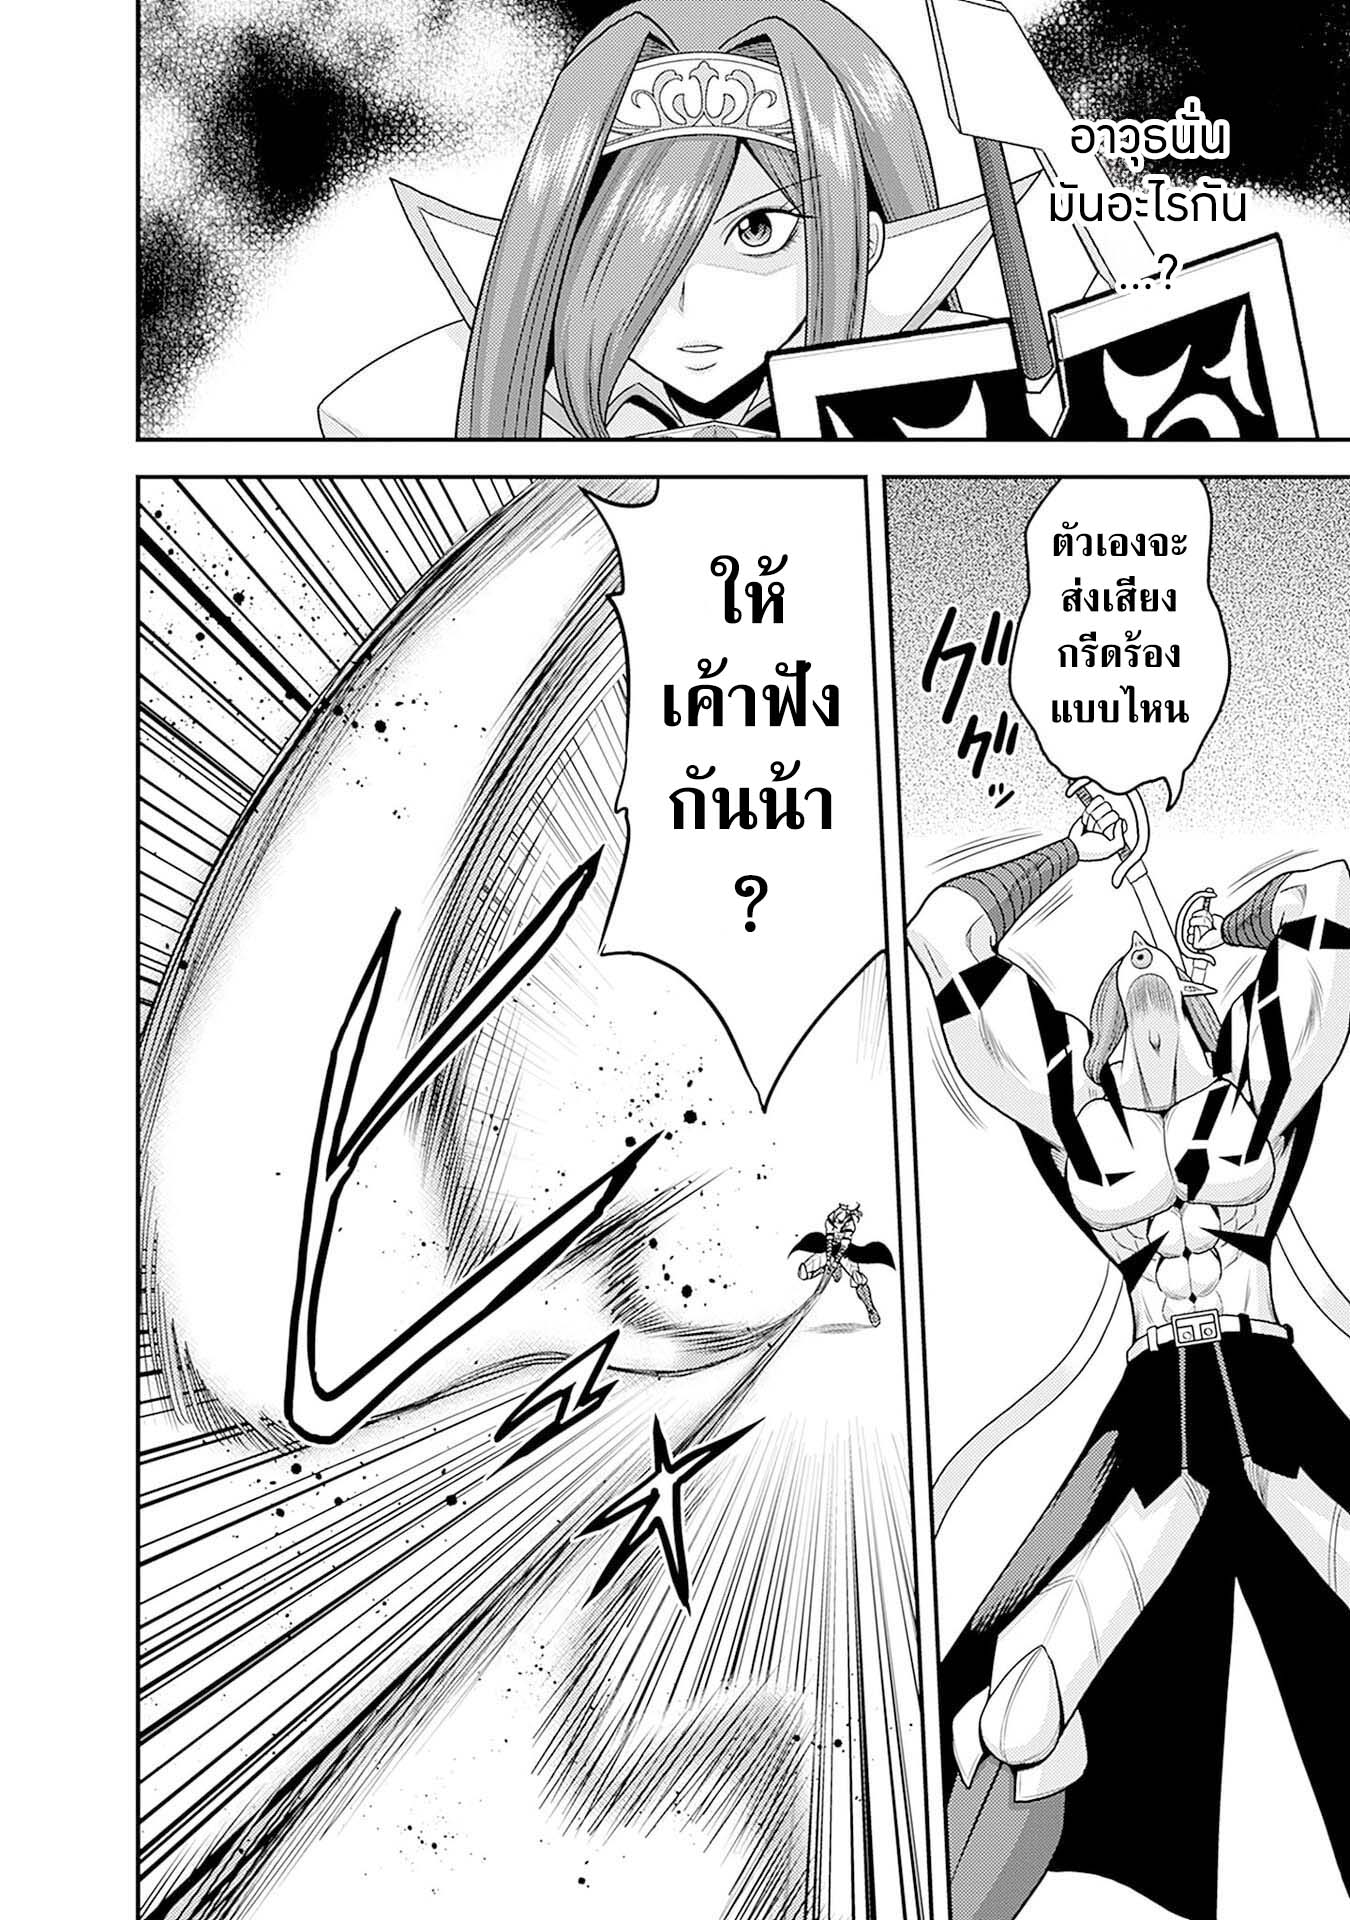 อาวุธนั่น
มันอะไรกัน
...?
ตัวเองจะ
ส่งเสียง
กรีดร้อง
แบบไหน
ให้
เค้าฟัง
กันน้า
?